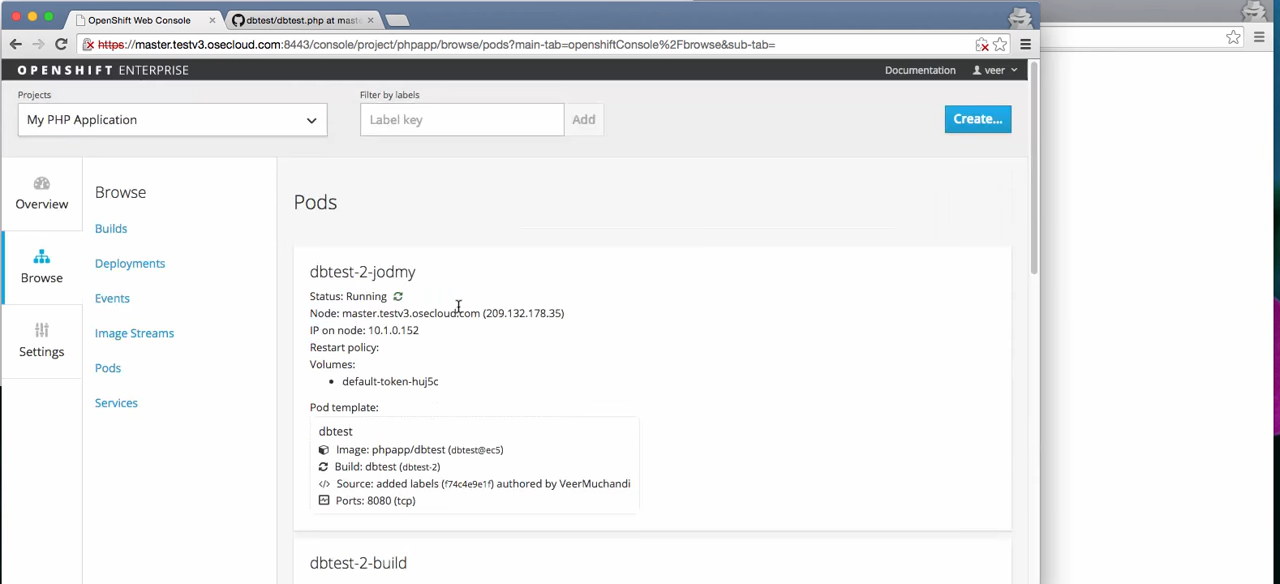 OpenShift Web Console
dbtest/dbtest.php at maste
https://master.testv3.osecloud.com:8443/console/project/phpapp/browse/pods?main-tab=openshiftConsole%2Fbrowse&sub-tab=
OPENSHIFT ENTERPRISE
Documentation
veer
Projects
Filter by labels
My PHP Application
Label key
Add
Create...
Overview
Browse
Settings
Browse
Builds
Deployments
Events
Image Streams
Pods
Services
Pods
dbtest-2-jodmy
Status: Running
Node: master.testv3.osecloud.com (209.132.178.35)
IP on node: 10.1.0.152
Restart policy:
Volumes:
default-token-huj5c
Pod template:
dbtest
Image: phpapp/dbtest (dbtest@ec5)
Build: dbtest (dbtest-2)
</> Source: added labels (f74c4e9e1f) authored by VeerMuchandi
Ports: 8080 (tcp)
dbtest-2-build